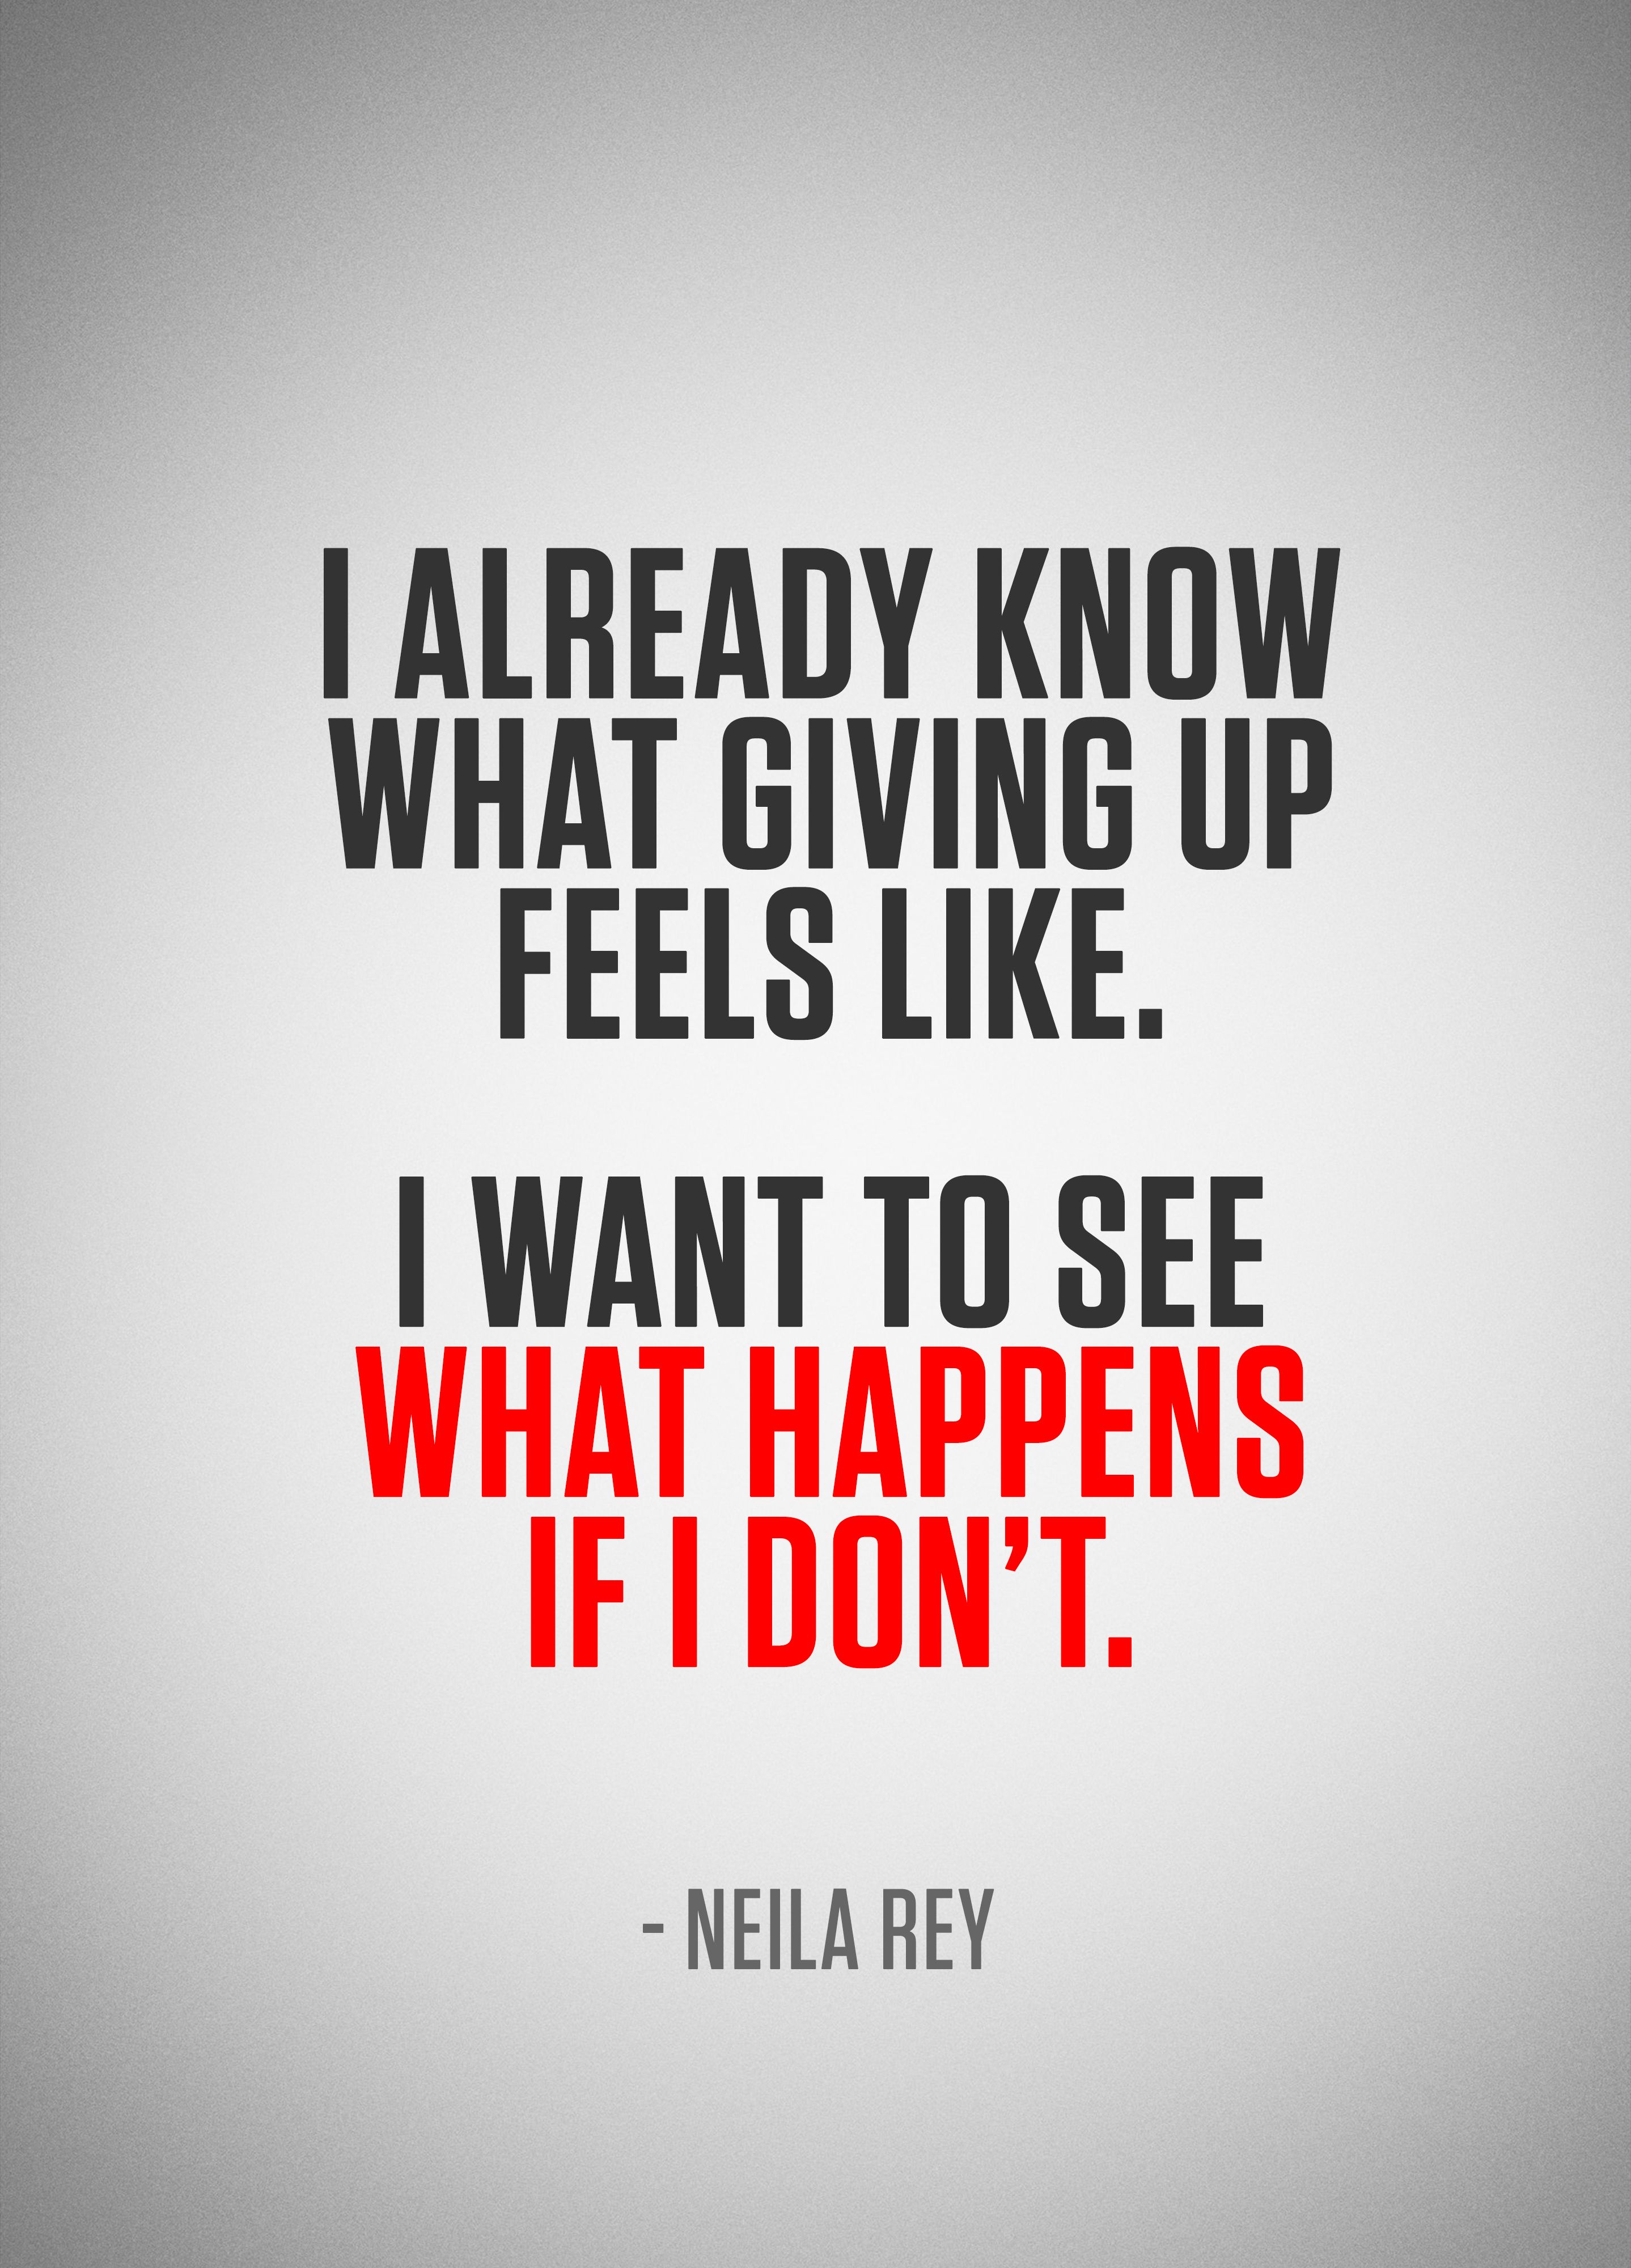 I ALREADY KNOW
WHAT GIVING UP
FEELS LIKE.
I WANT TO SEE
WHAT HAPPENS
IF I DON’T.
- NEILA REY